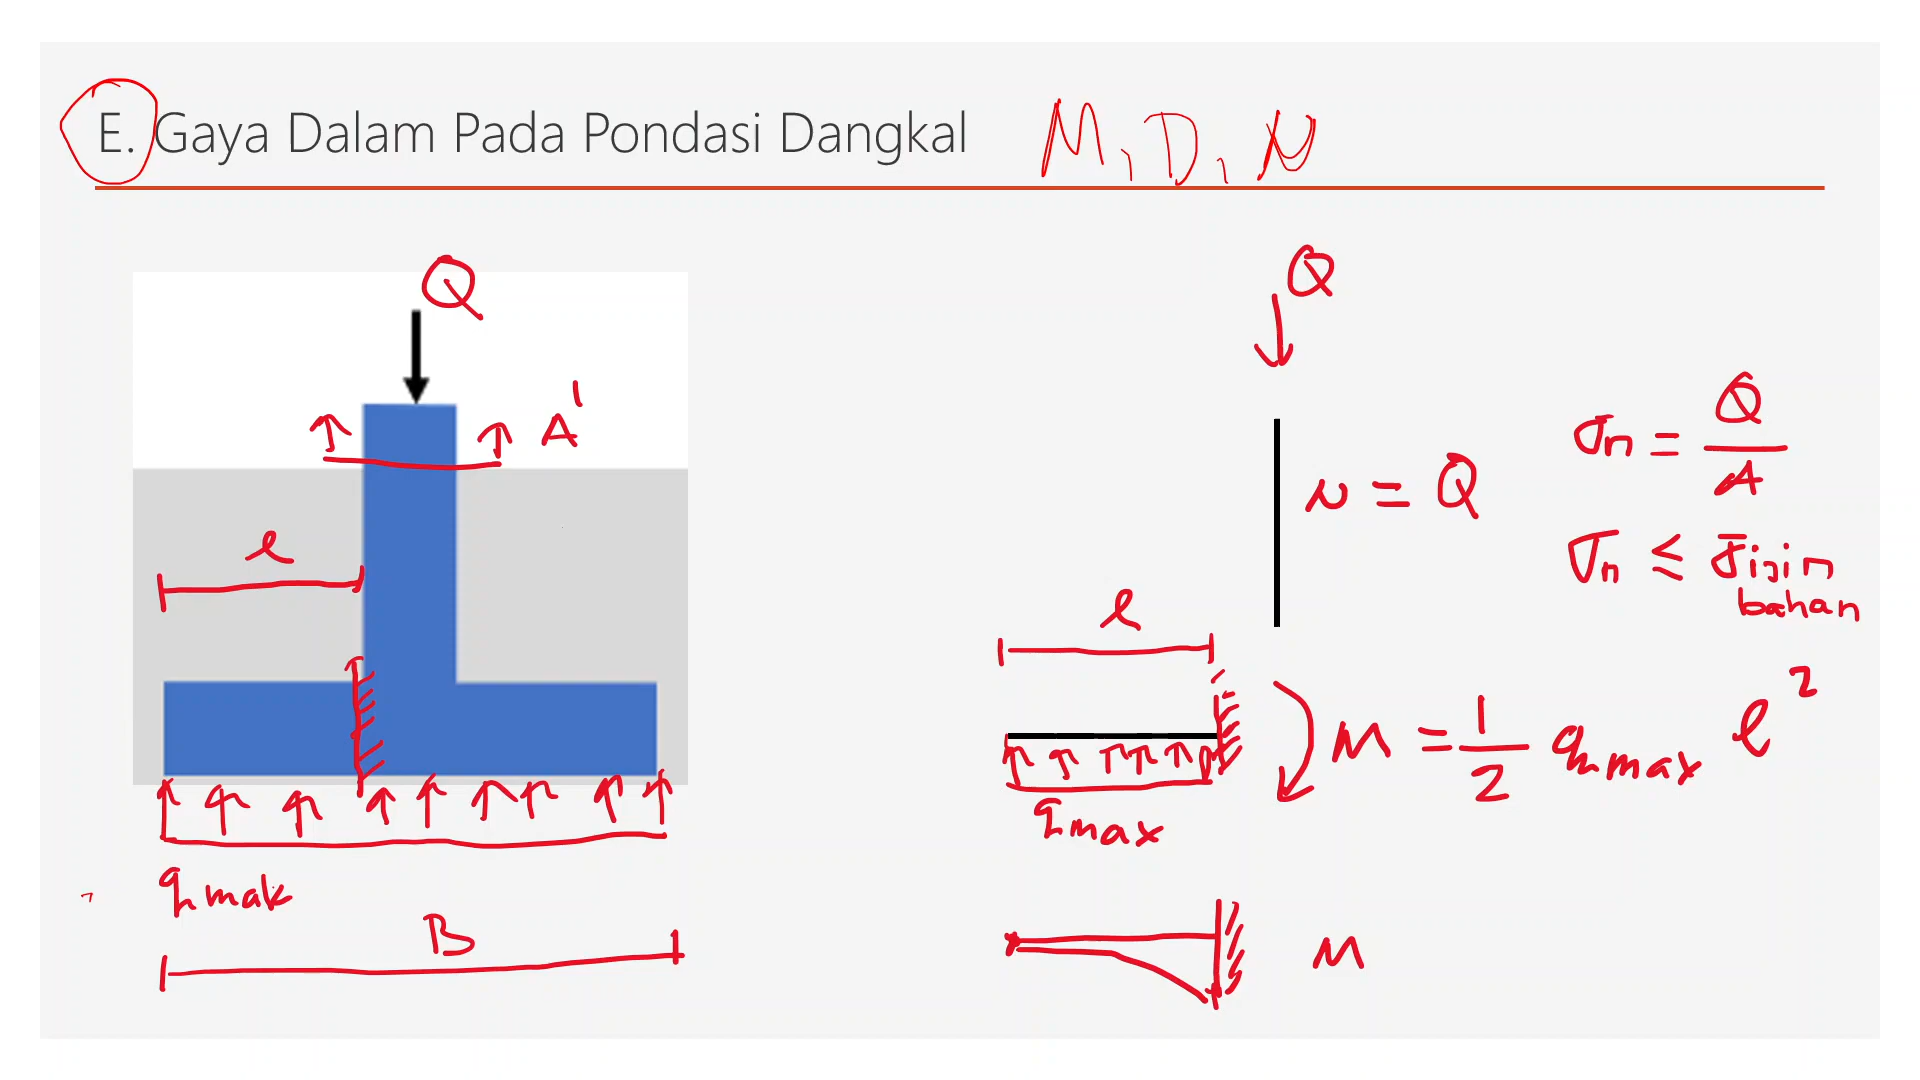 E. Gaya Dalam Pada Pondasi Dangkal M, D, N
Q
A'
l
qmak
B
Q
N = Q
σn = Q/A
σn ≤ σijin
bahan
l
M = 1/2 qmax l²
qmax
M